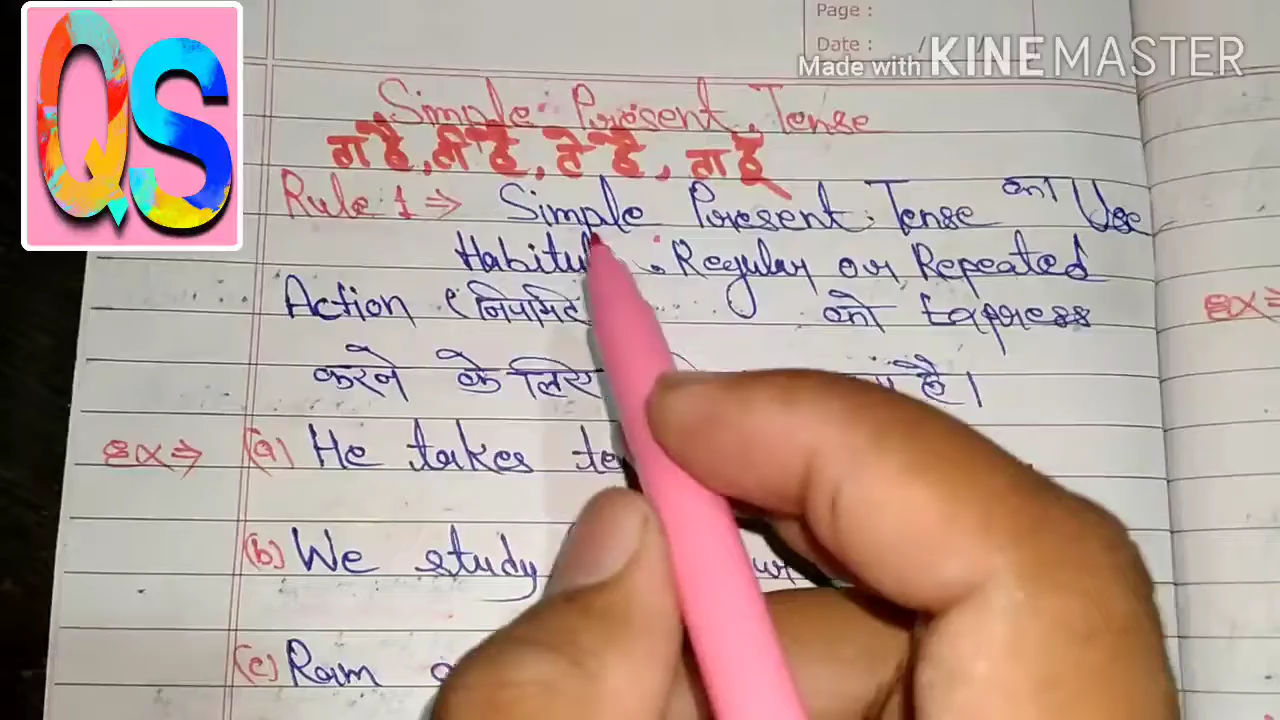 QS
Page :
Date : / /
Made with KINEMASTER
Simple Present Tense
ता है, ती है, ते है, ता हूँ
Rule 1 ⇒ Simple Present Tense का Use
Habitu , Regular or Repeated
Action को Express
करने के लिए है।
ex ⇒ (a) He takes
(b) We study
(c) Ram
ex ⇒